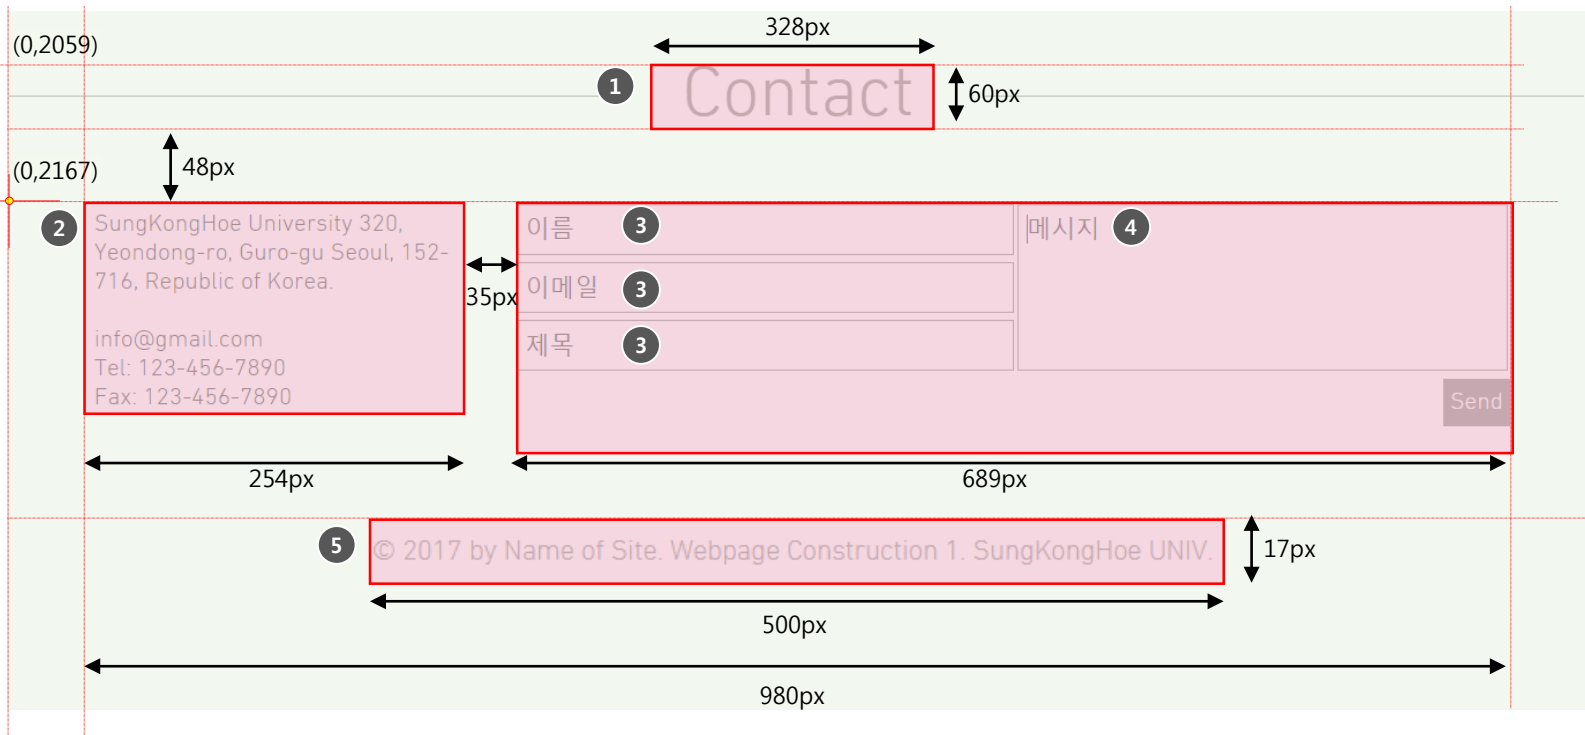 328px
(0,2059)
1
Contact
60px
48px
(0,2167)
2
SungKongHoe University 320,
Yeondong-ro, Guro-gu Seoul, 152-
716, Republic of Korea.
info@gmail.com
Tel: 123-456-7890
Fax: 123-456-7890
35px
이름
3
이메일
3
제목
3
메시지
4
Send
254px
689px
5
© 2017 by Name of Site. Webpage Construction 1. SungKongHoe UNIV.
17px
500px
980px